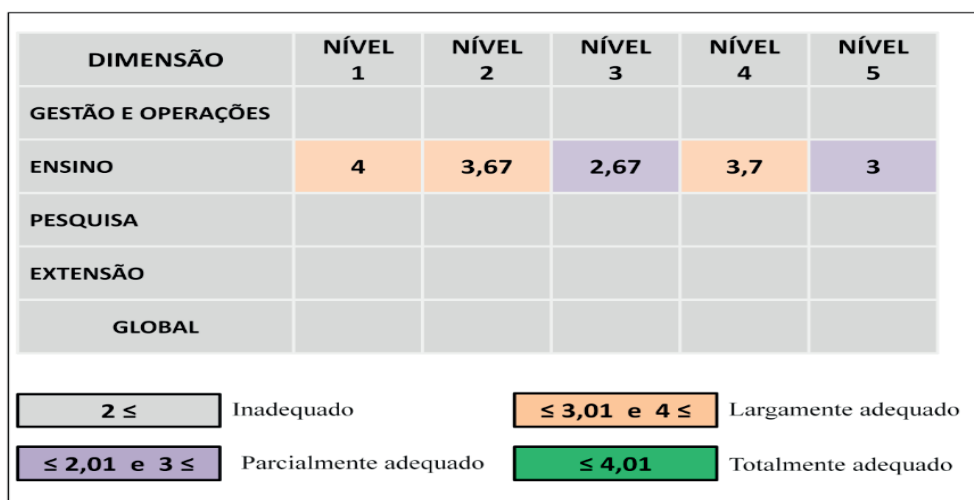 DIMENSÃO NÍVEL 1 NÍVEL 2 NÍVEL 3 NÍVEL 4 NÍVEL 5
GESTÃO E OPERAÇÕES
ENSINO 4 3,67 2,67 3,7 3
PESQUISA
EXTENSÃO
GLOBAL
2 ≤ Inadequado ≤ 3,01 e 4 ≤ Largamente adequado
≤ 2,01 e 3 ≤ Parcialmente adequado ≤ 4,01 Totalmente adequado